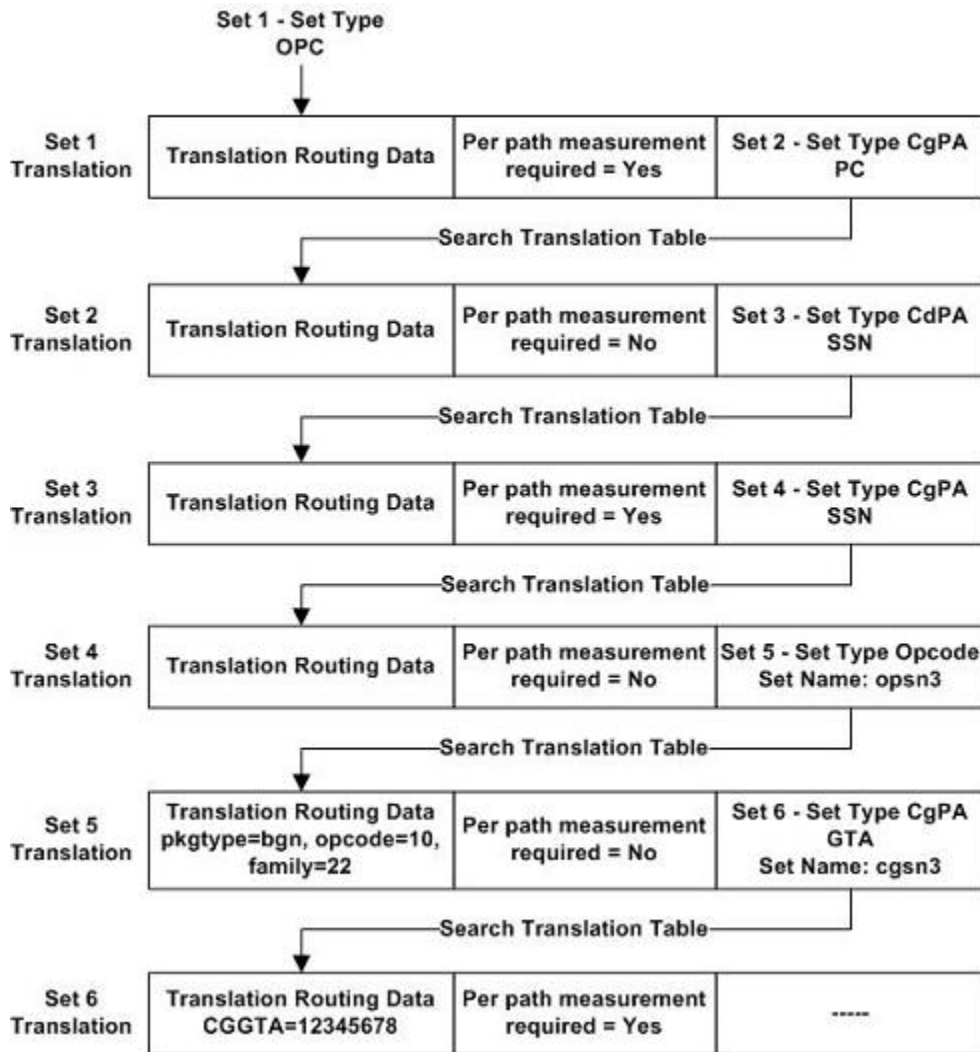 Set 1 - Set Type
OPC
Set 1
Translation
Translation Routing Data
Per path measurement
required = Yes
Set 2 - Set Type CgPA
PC
Search Translation Table
Set 2
Translation
Translation Routing Data
Per path measurement
required = No
Set 3 - Set Type CdPA
SSN
Search Translation Table
Set 3
Translation
Translation Routing Data
Per path measurement
required = Yes
Set 4 - Set Type CgPA
SSN
Search Translation Table
Set 4
Translation
Translation Routing Data
Per path measurement
required = No
Set 5 - Set Type Opcode
Set Name: opsn3
Search Translation Table
Set 5
Translation
Translation Routing Data
pkgtype=bgn, opcode=10,
family=22
Per path measurement
required = No
Set 6 - Set Type CgPA
GTA
Set Name: cgsn3
Search Translation Table
Set 6
Translation
Translation Routing Data
CGGTA=12345678
Per path measurement
required = Yes
-----